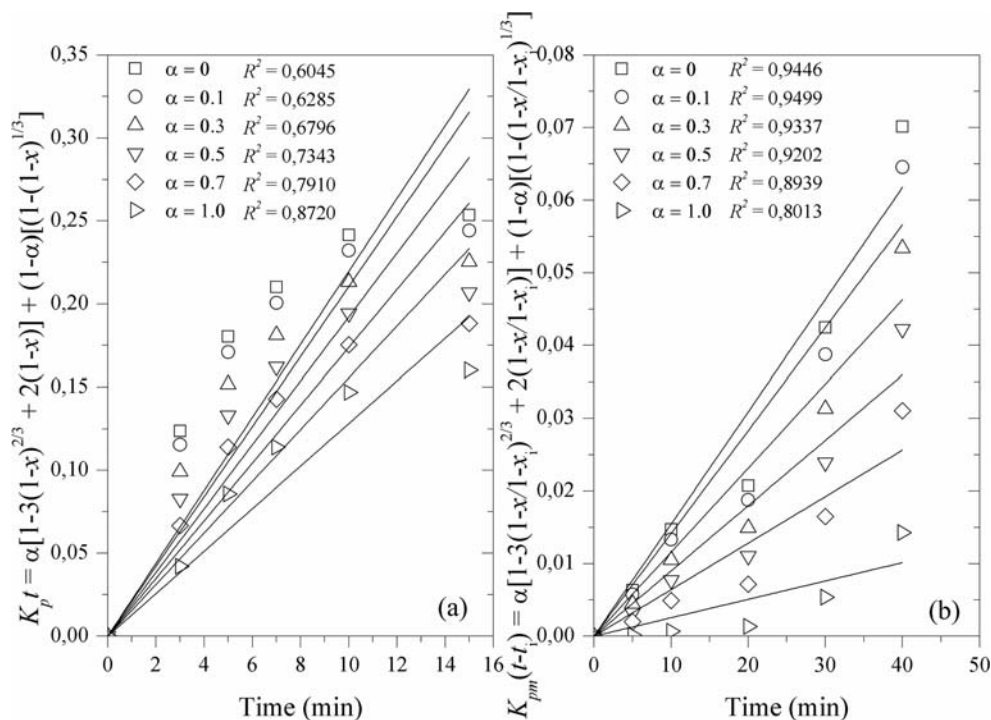 K_p t = α[1-3(1-x)^{2/3} + 2(1-x)] + (1-α)[(1-(1-x)^{1/3}]
0,35
0,30
0,25
0,20
0,15
0,10
0,05
0,00
α = 0 R² = 0,6045
α = 0.1 R² = 0,6285
α = 0.3 R² = 0,6796
α = 0.5 R² = 0,7343
α = 0.7 R² = 0,7910
α = 1.0 R² = 0,8720
(a)
0 2 4 6 8 10 12 14 16
Time (min)
K_{pm}(t-t_i) = α[1-3(1-x/1-x_i)^{2/3} + 2(1-x/1-x_i)] + (1-α)[(1-(1-x/1-x_i)^{1/3}]
0,08
0,07
0,06
0,05
0,04
0,03
0,02
0,01
0,00
α = 0 R² = 0,9446
α = 0.1 R² = 0,9499
α = 0.3 R² = 0,9337
α = 0.5 R² = 0,9202
α = 0.7 R² = 0,8939
α = 1.0 R² = 0,8013
(b)
0 10 20 30 40 50
Time (min)